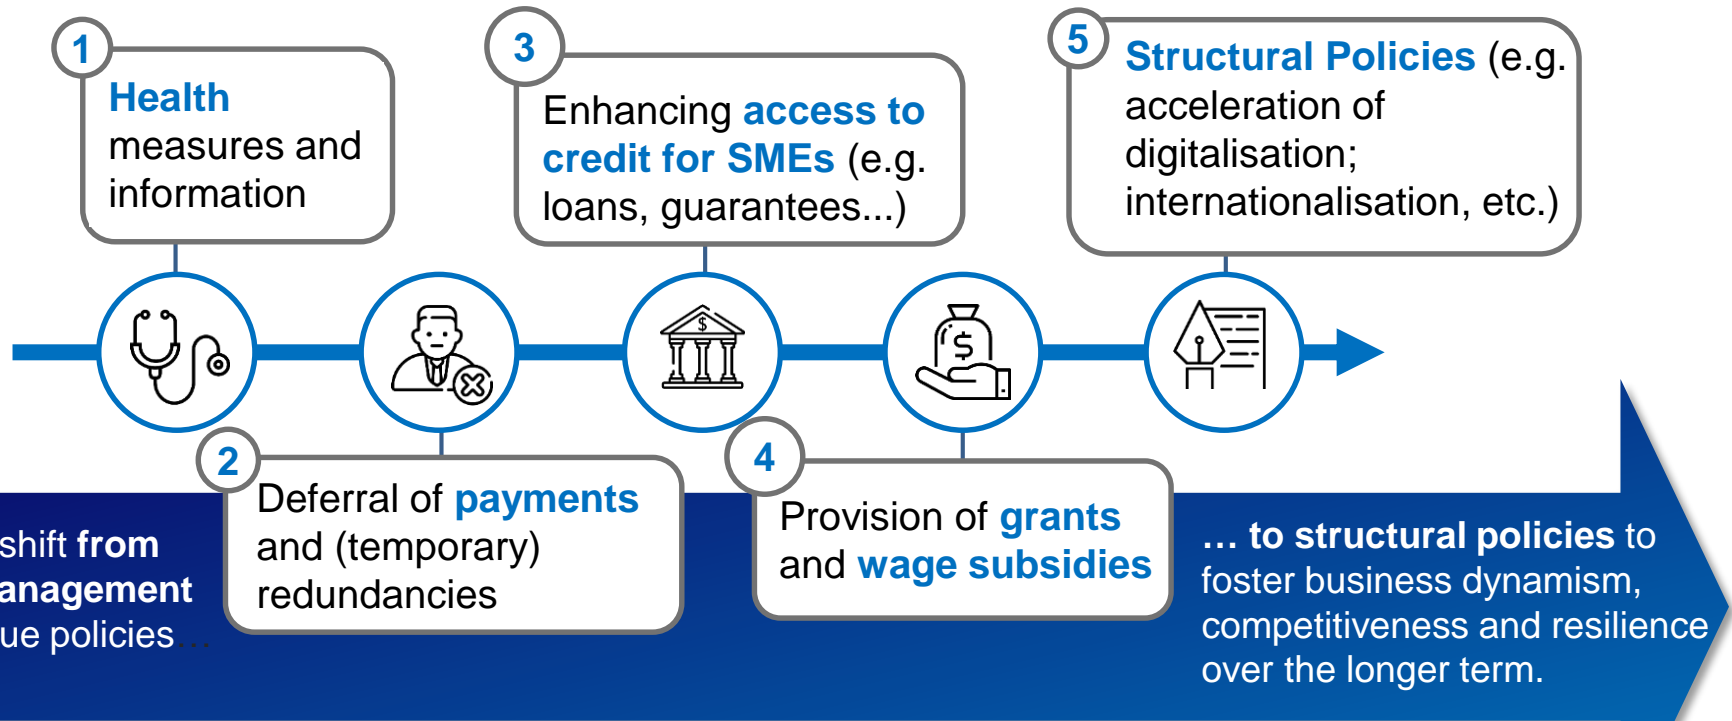 1
Health
measures and
information
3
Enhancing access to
credit for SMEs (e.g.
loans, guarantees...)
5
Structural Policies (e.g.
acceleration of
digitalisation;
internationalisation, etc.)
2
Deferral of payments
and (temporary)
redundancies
4
Provision of grants
and wage subsidies
shift from
anagement
ue policies...
... to structural policies to
foster business dynamism,
competitiveness and resilience
over the longer term.